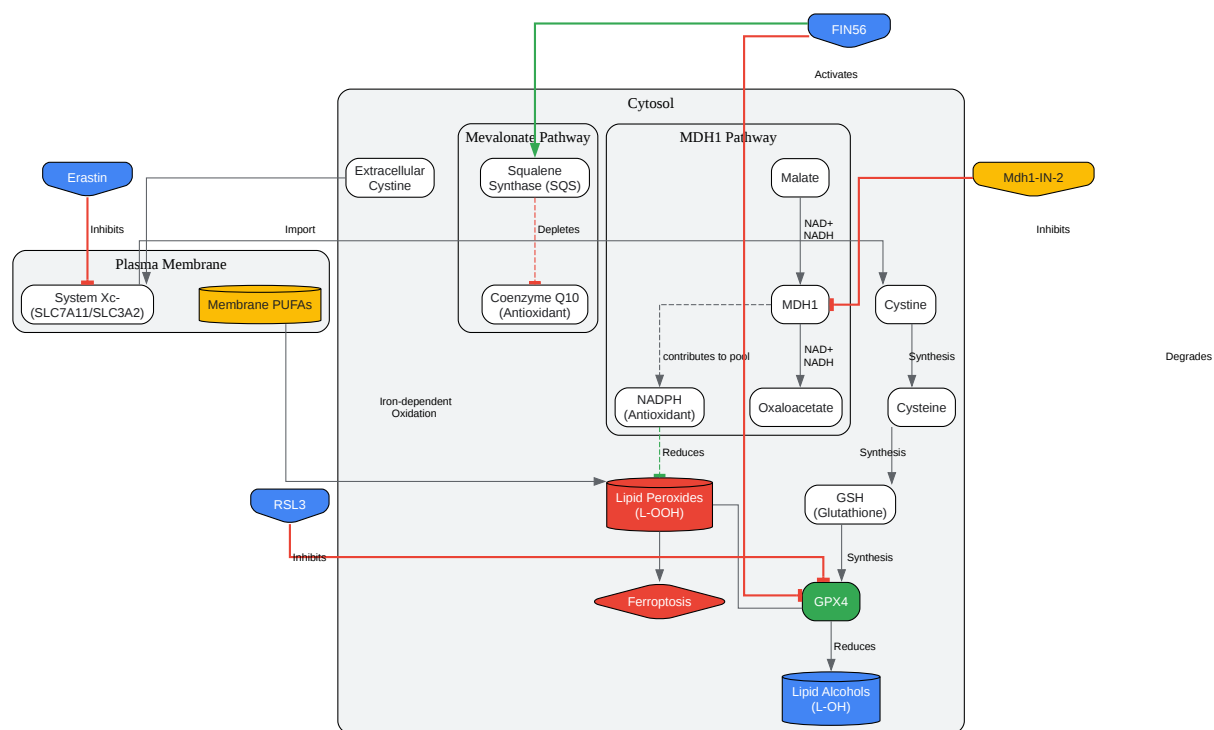 FIN56
Activates
Cytosol
Mevalonate Pathway
MDH1 Pathway
Erastin
Extracellular
Cystine
Squalene
Synthase (SQS)
Malate
Mdh1-IN-2
Inhibits
Import
Depletes
NAD+
NADH
Inhibits
Plasma Membrane
System Xc-
(SLC7A11/SLC3A2)
Membrane PUFAs
Coenzyme Q10
(Antioxidant)
MDH1
Cystine
contributes to pool
NAD+
NADH
Synthesis
Degrades
Iron-dependent
Oxidation
NADPH
(Antioxidant)
Oxaloacetate
Cysteine
Reduces
Synthesis
RSL3
Lipid Peroxides
(L-OOH)
GSH
(Glutathione)
Inhibits
Synthesis
Ferroptosis
GPX4
Reduces
Lipid Alcohols
(L-OH)